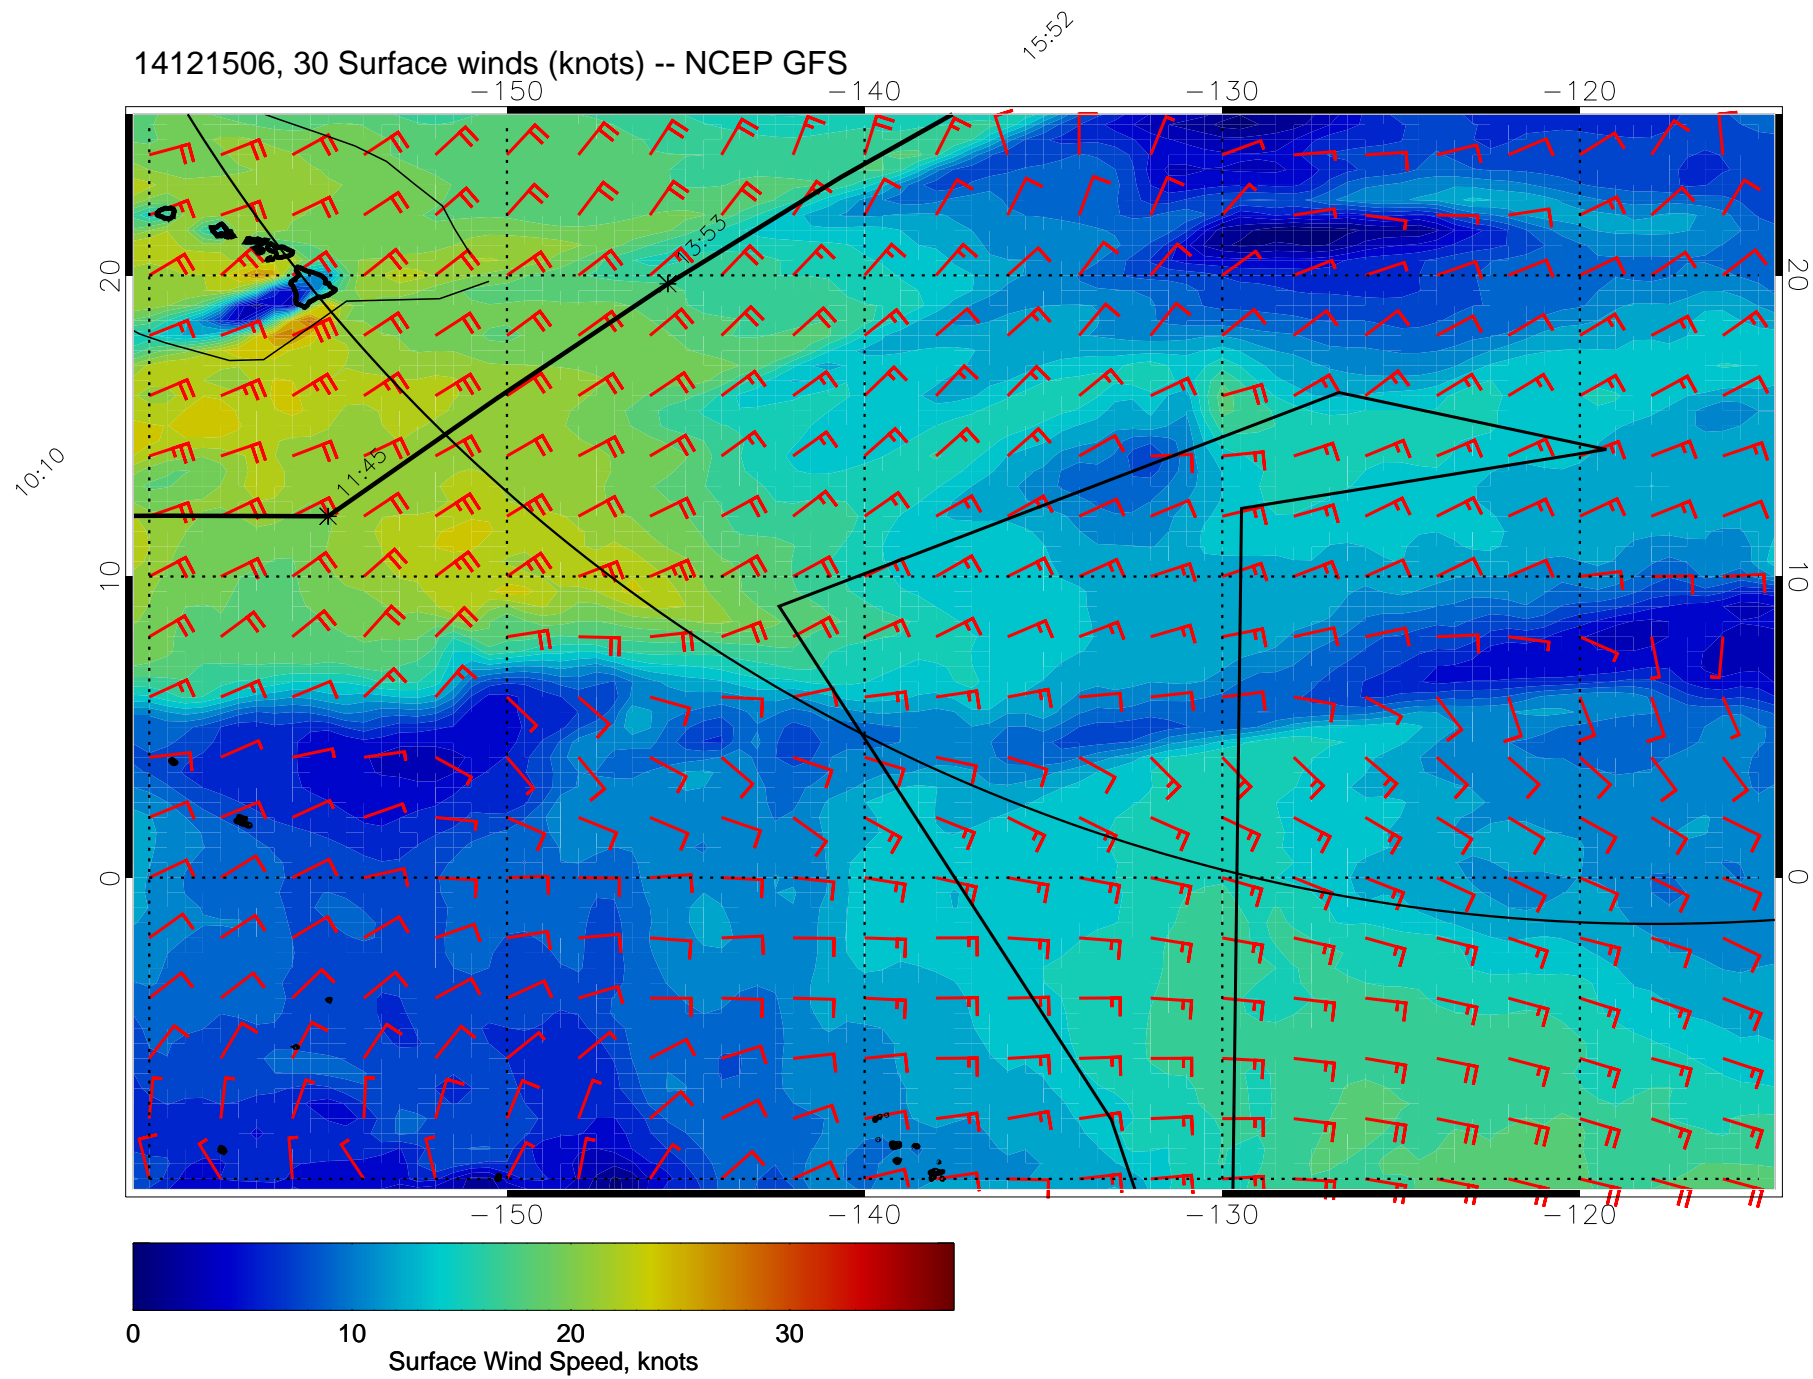 15:52
14121506, 30 Surface winds (knots) -- NCEP GFS
−150 −140 −130 −120
13:53
20 20
11:45
10:10
10 10
0 0
−150 −140 −130 −120
0 10 20 30
Surface Wind Speed, knots